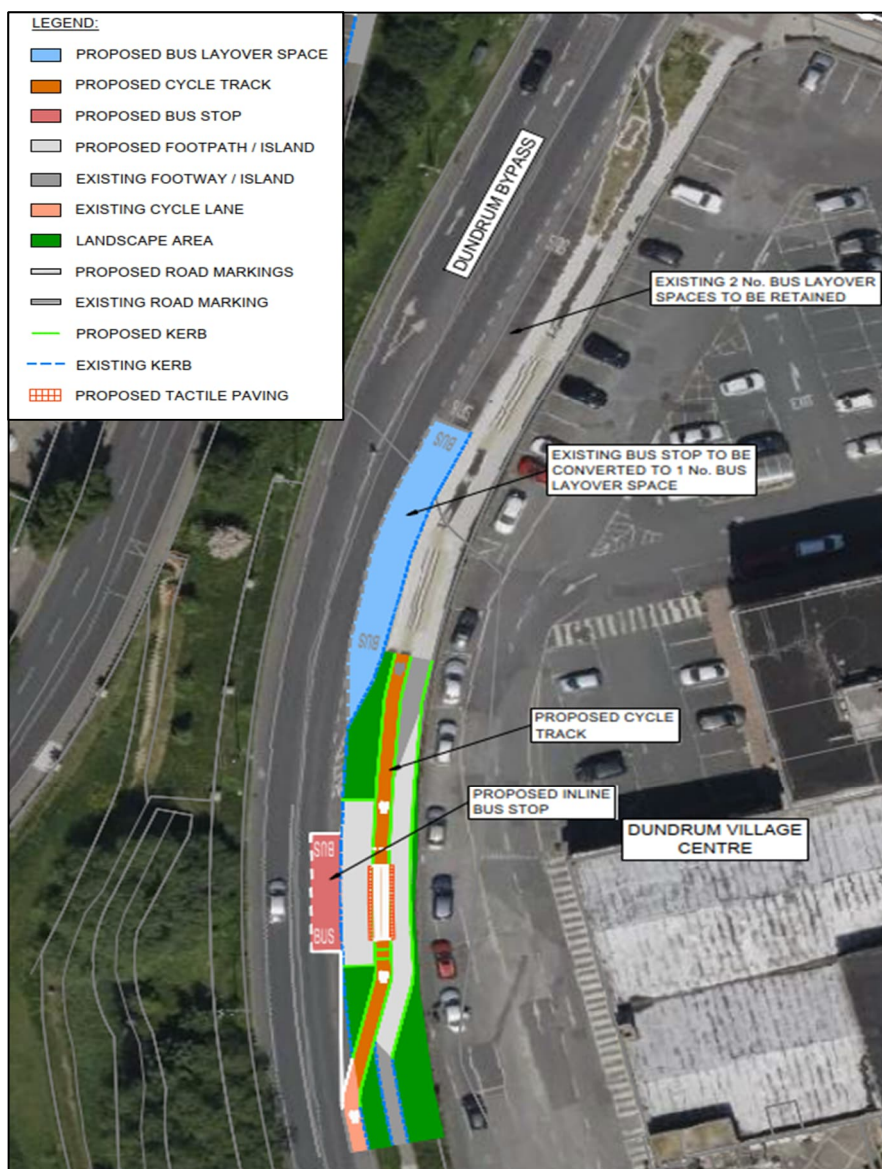 LEGEND:
PROPOSED BUS LAYOVER SPACE
PROPOSED CYCLE TRACK
PROPOSED BUS STOP
PROPOSED FOOTPATH / ISLAND
EXISTING FOOTWAY / ISLAND
EXISTING CYCLE LANE
LANDSCAPE AREA
PROPOSED ROAD MARKINGS
EXISTING ROAD MARKING
PROPOSED KERB
EXISTING KERB
PROPOSED TACTILE PAVING
DUNDRUM BYPASS
BUS
EXISTING 2 No. BUS LAYOVER
SPACES TO BE RETAINED
BUS
BUS
EXISTING BUS STOP TO BE
CONVERTED TO 1 No. BUS
LAYOVER SPACE
BUS
PROPOSED CYCLE
TRACK
PROPOSED INLINE
BUS STOP
DUNDRUM VILLAGE
CENTRE
BUS
BUS